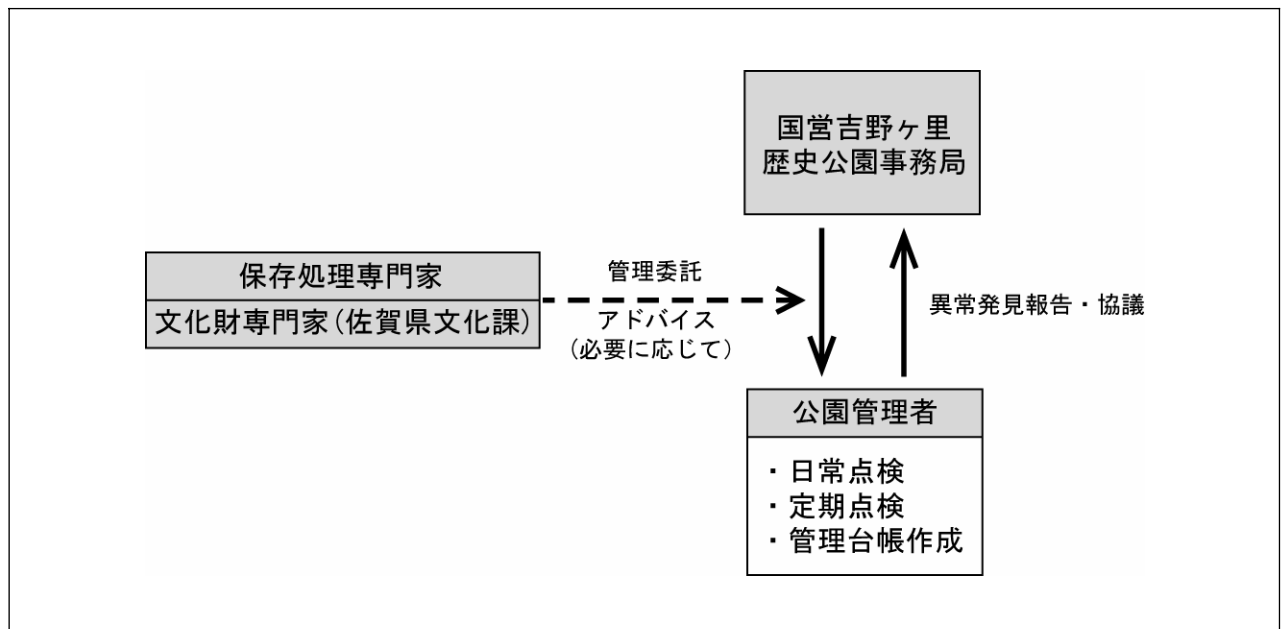 国営吉野ヶ里
歴史公園事務局
保存処理専門家
文化財専門家(佐賀県文化課)
管理委託
アドバイス
(必要に応じて)
異常発見報告・協議
公園管理者
・日常点検
・定期点検
・管理台帳作成